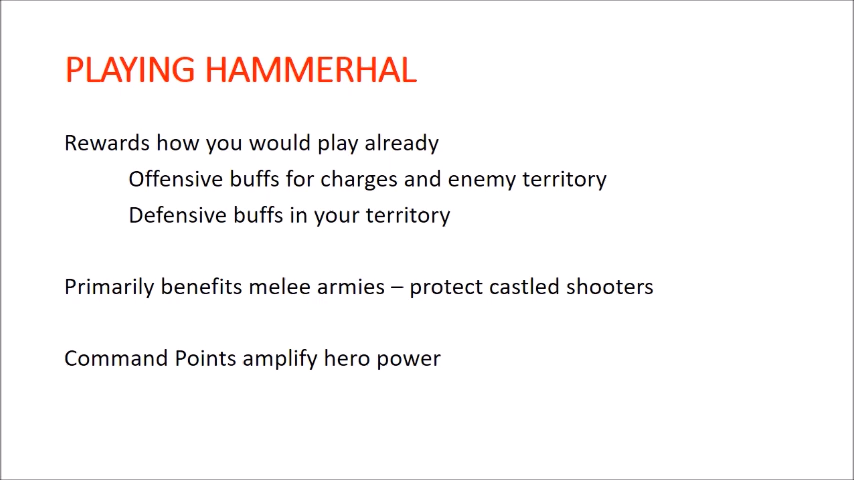 PLAYING HAMMERHAL
Rewards how you would play already
Offensive buffs for charges and enemy territory
Defensive buffs in your territory
Primarily benefits melee armies – protect castled shooters
Command Points amplify hero power